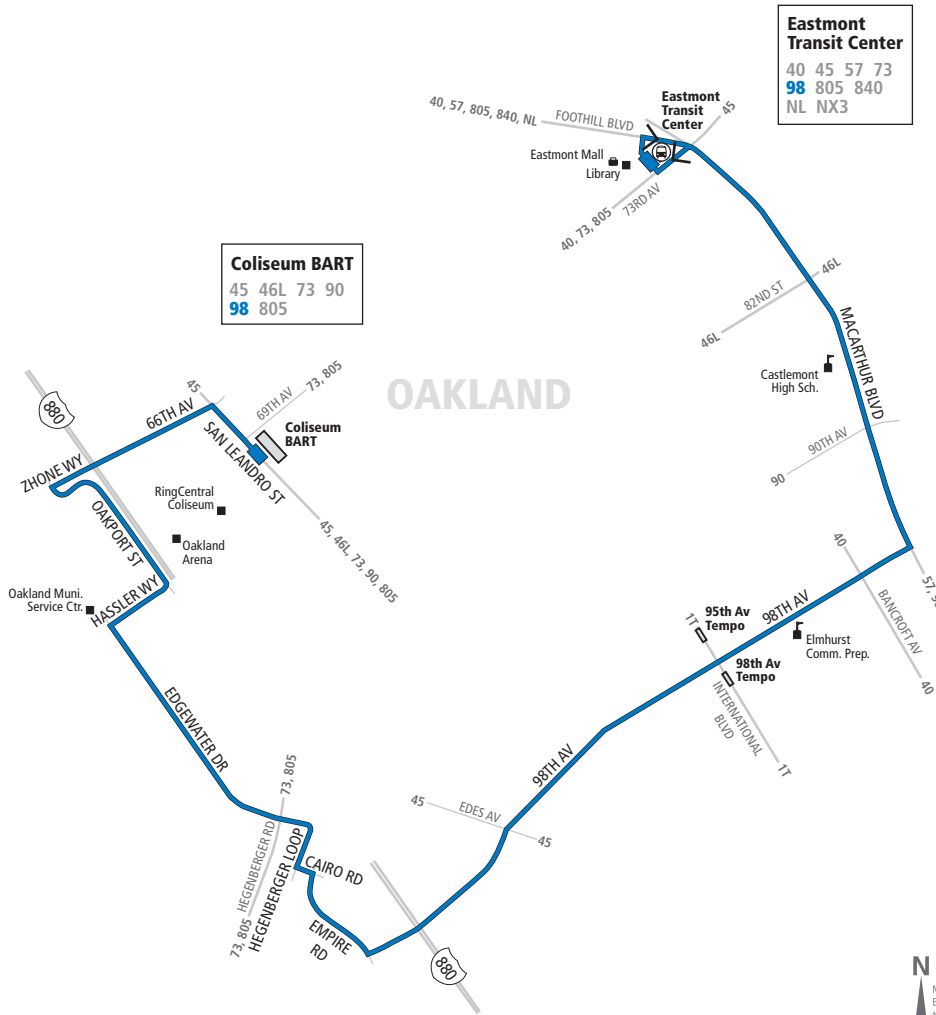 Eastmont
Transit Center
40 45 57 73
98 805 840
NL NX3
Eastmont
Transit
Center
45
40, 57, 805, 840, NL
FOOTHILL BLVD
Eastmont Mall
Library
73RD AV
40, 73, 805
Coliseum BART
45 46L 73 90
98 805
46L
82ND ST
46L
MACARTHUR BLVD
Castlemont
High Sch.
OAKLAND
45
69TH AV
73, 805
880
66TH AV
Coliseum
BART
SAN LEANDRO ST
90TH AV
90
ZHONE WY
RingCentral
Coliseum
OAKPORT ST
Oakland
Arena
45, 46L, 73, 90, 805
Oakland Muni.
Service Ctr.
HASSLER WY
40
57,
BANCROFT AV
40
98TH AV
95th Av
Tempo
1T
Elmhurst
Comm. Prep.
98th Av
Tempo
INTERNATIONAL
BLVD
1T
EDGEWATER DR
98TH AV
73, 805
45
EDES AV
45
HEGENBERGER RD
73, 805
HEGENBERGER LOOP
CAIRO RD
EMPIRE
RD
880
N